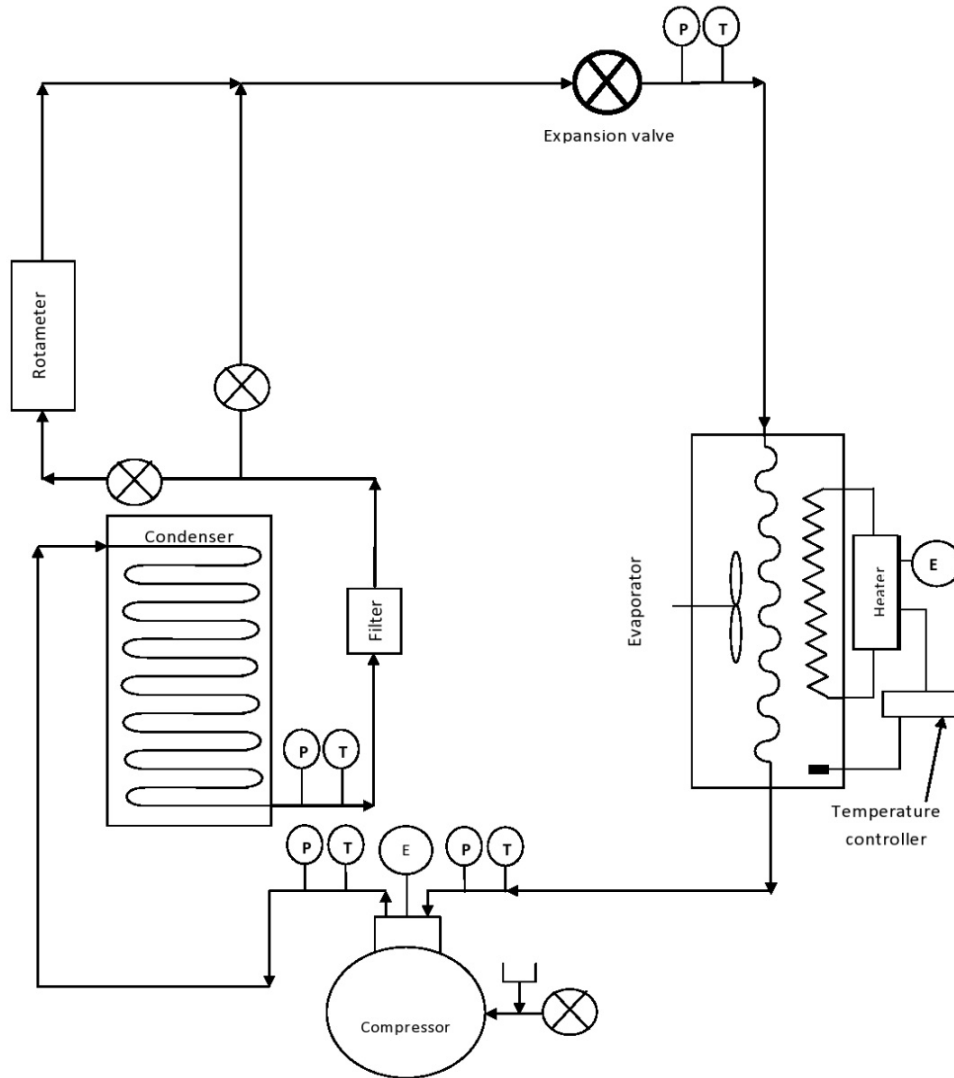 P T
Expansion valve
Rotameter
Condenser
Filter
Evaporator
Heater
E
P T
Temperature
controller
P T E P T
Compressor